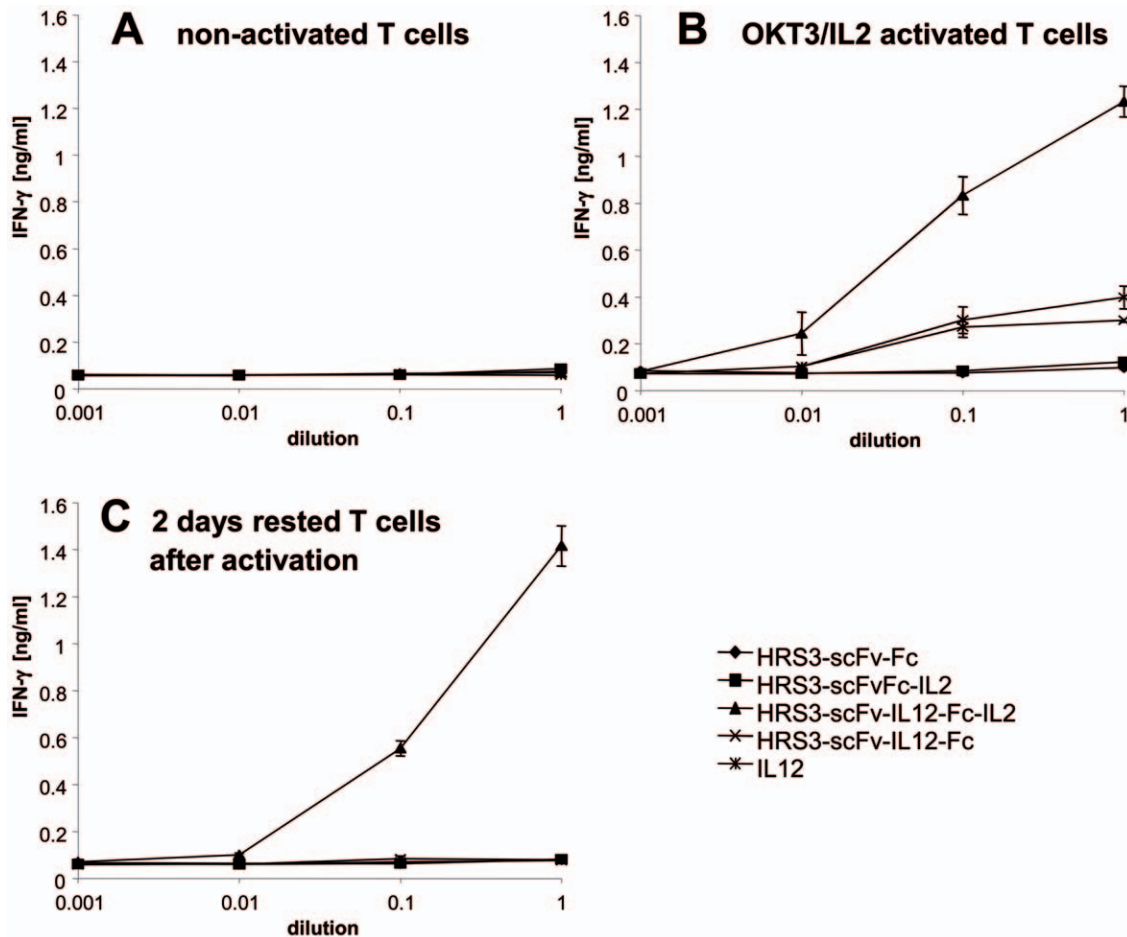 A non-activated T cells
1.6
1.4
1.2
1
0.8
0.6
0.4
0.2
0
IFN-γ [ng/ml]
0.001 0.01 0.1 1
dilution
B OKT3/IL2 activated T cells
1.6
1.4
1.2
1
0.8
0.6
0.4
0.2
0
IFN-γ [ng/ml]
0.001 0.01 0.1 1
dilution
C 2 days rested T cells
after activation
1.6
1.4
1.2
1
0.8
0.6
0.4
0.2
0
IFN-γ [ng/ml]
0.001 0.01 0.1 1
dilution
HRS3-scFv-Fc
HRS3-scFvFc-IL2
HRS3-scFv-IL12-Fc-IL2
HRS3-scFv-IL12-Fc
IL12